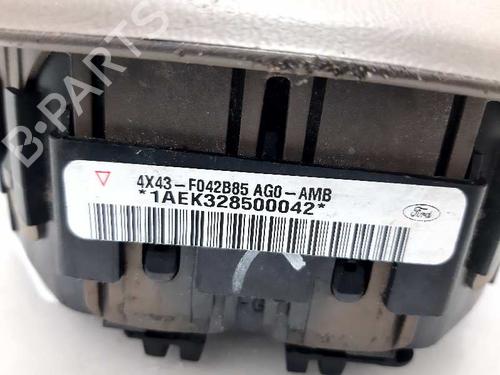 4X43-F042B85 AG0-AMB
*1AEK328500042*
Ford
B-PARTS